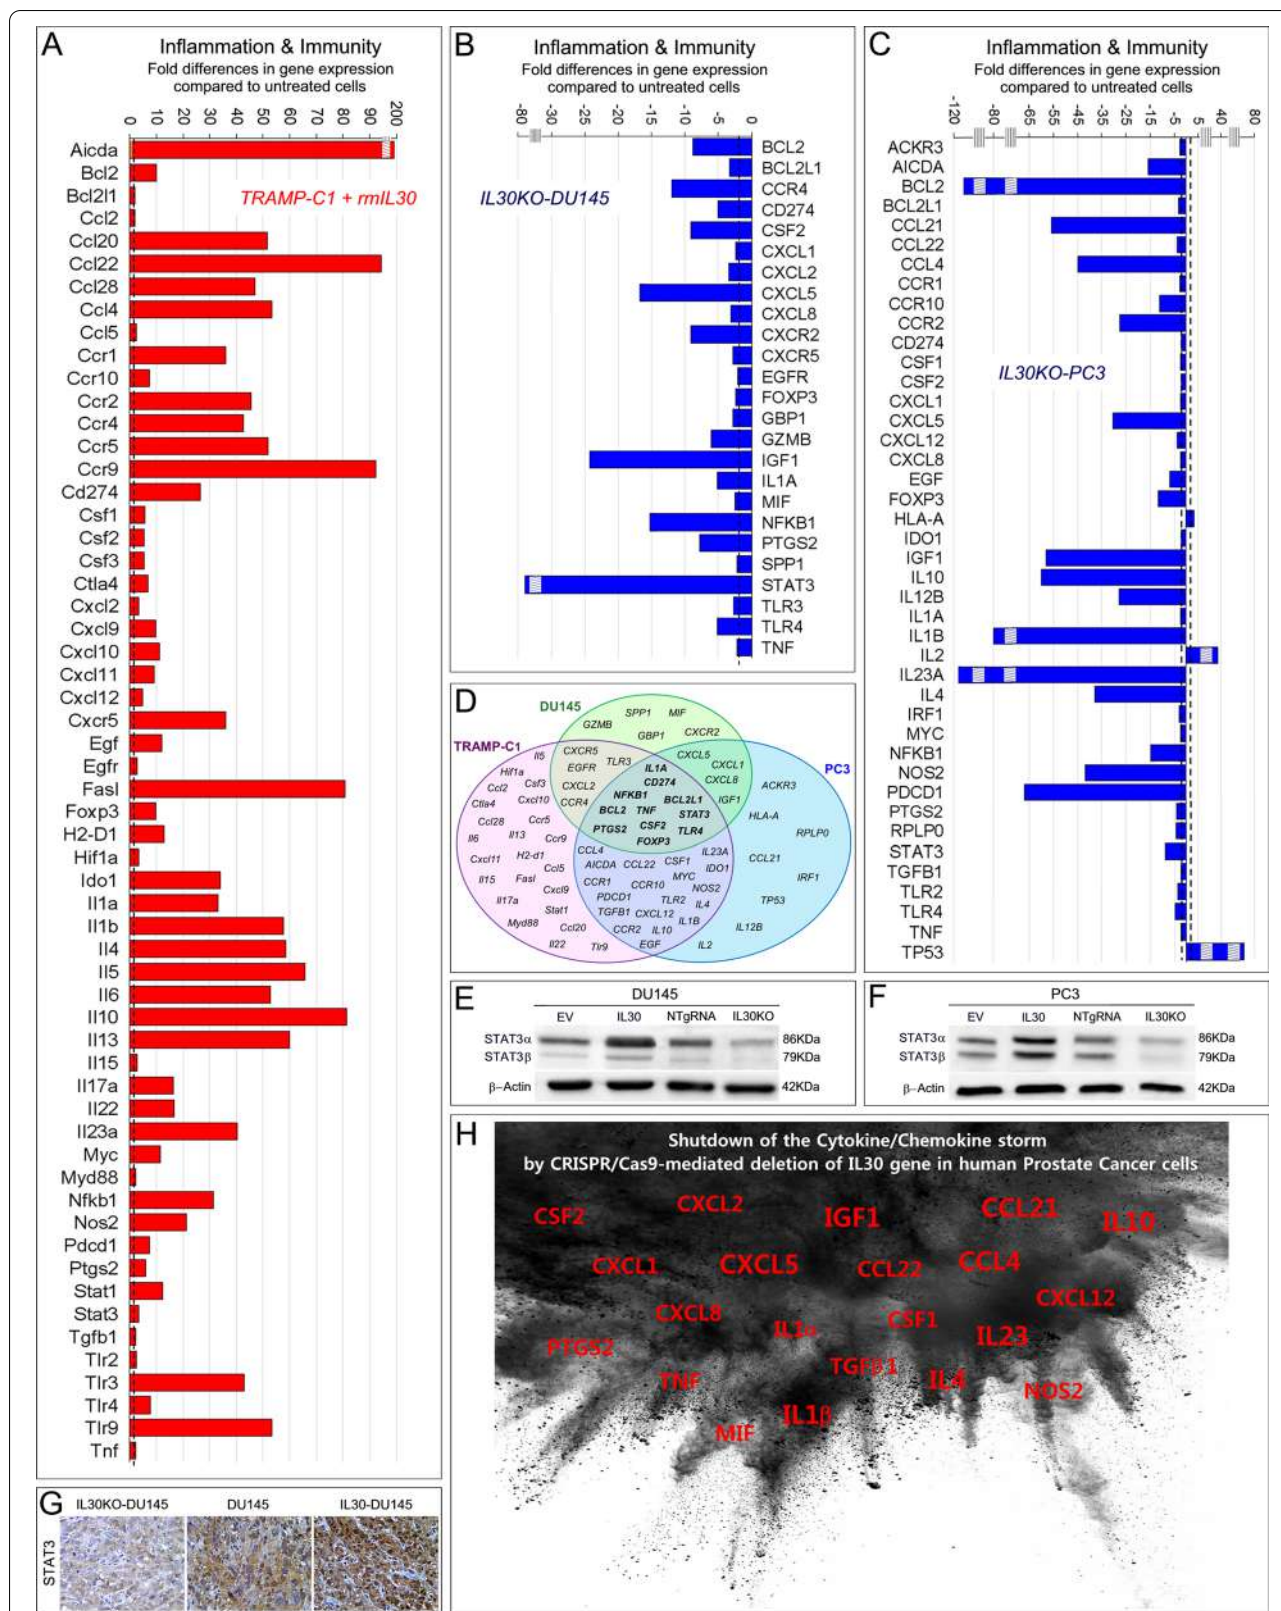 A
Inflammation & Immunity
Fold differences in gene expression
compared to untreated cells
0 10 20 30 40 50 60 70 80 90 200
TRAMP-C1 + rmIL30
Aicda
Bcl2
Bcl2l1
Ccl2
Ccl20
Ccl22
Ccl28
Ccl4
Ccl5
Ccr1
Ccr10
Ccr2
Ccr4
Ccr5
Ccr9
Cd274
Csf1
Csf2
Csf3
Ctla4
Cxcl2
Cxcl9
Cxcl10
Cxcl11
Cxcl12
Cxcr5
Egf
Egfr
Fasl
Foxp3
H2-D1
Hif1a
Ido1
Il1a
Il1b
Il4
Il5
Il6
Il10
Il13
Il15
Il17a
Il22
Il23a
Myc
Myd88
Nfkb1
Nos2
Pdcd1
Ptgs2
Stat1
Stat3
Tgfb1
Tlr2
Tlr3
Tlr4
Tlr9
Tnf
B
Inflammation & Immunity
Fold differences in gene expression
compared to untreated cells
-80 -25 -20 -15 -10 -5 0
IL30KO-DU145
BCL2
BCL2L1
CCR4
CD274
CSF2
CXCL1
CXCL2
CXCL5
CXCL8
CXCR2
CXCR5
EGFR
FOXP3
GBP1
GZMB
IGF1
IL1A
MIF
NFKB1
PTGS2
SPP1
STAT3
TLR3
TLR4
TNF
C
Inflammation & Immunity
Fold differences in gene expression
compared to untreated cells
-120 -80 -35 -25 -15 -5 5 40 80
IL30KO-PC3
ACKR3
AICDA
BCL2
BCL2L1
CCL21
CCL22
CCL4
CCR1
CCR10
CCR2
CD274
CSF1
CSF2
CXCL1
CXCL5
CXCL12
CXCL8
EGF
FOXP3
HLA-A
IDO1
IGF1
IL10
IL12B
IL1A
IL1B
IL2
IL23A
IL4
IRF1
MYC
NFKB1
NOS2
PDCD1
PTGS2
RPLP0
STAT3
TGFB1
TLR2
TLR4
TNF
TP53
D
DU145
TRAMP-C1
PC3
SPP1 MIF
GZMB
GBP1 CXCR2
CXCR5 CXCL5
Il5 TLR3 CXCL1
EGFR IL1A
Hif1a CD274 CXCL8
Ccl2 Csf3 CXCL2 ACKR3
Ctla4 Cxcl10 CCR4 NFKB1 BCL2L1 IGF1
BCL2 TNF STAT3 HLA-A
Ccl28 Ccr5 PTGS2 CSF2 TLR4
Il6 Il13 Ccr9 FOXP3 RPLP0
Cxcl11 H2-d1 CCL4 IL23A
Ccl5 AICDA CCL22 CSF1 IDO1 CCL21
Il15 Fasl CCR1 CCR10 MYC NOS2 IRF1
Cxcl9 PDCD1 TLR2 IL4
Il17a Stat1 TGFB1 CXCL12 TP53
Myd88 Ccl20 CCR2 IL10 IL1B IL12B
Il22 Tlr9 EGF IL2
E
DU145
EV IL30 NTgRNA IL30KO
STAT3α 86KDa
STAT3β 79KDa
β-Actin 42KDa
F
PC3
EV IL30 NTgRNA IL30KO
STAT3α 86KDa
STAT3β 79KDa
β-Actin 42KDa
G
IL30KO-DU145 DU145 IL30-DU145
STAT3
H
Shutdown of the Cytokine/Chemokine storm
by CRISPR/Cas9-mediated deletion of IL30 gene in human Prostate Cancer cells
CSF2 CXCL2 IGF1 CCL21 IL10
CXCL1 CXCL5 CCL22 CCL4
CXCL8 IL1α CSF1 CXCL12
PTGS2 IL23
TNF TGFβ1 IL4 NOS2
MIF IL1β